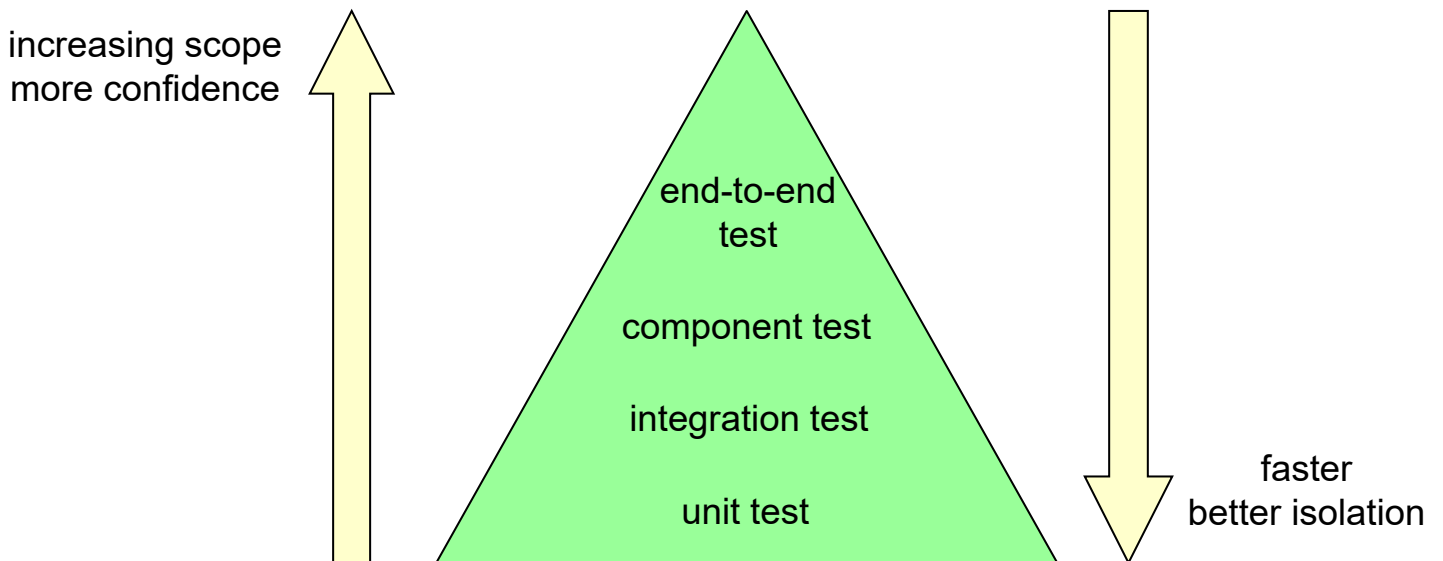 increasing scope
more confidence
end-to-end
test
component test
integration test
unit test
faster
better isolation